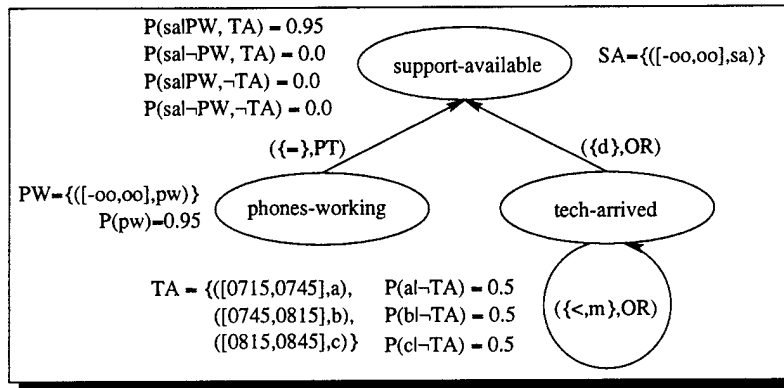 P(sa|PW, TA) = 0.95
P(sa|¬PW, TA) = 0.0
P(sa|PW,¬TA) = 0.0
P(sa|¬PW,¬TA) = 0.0
support-available
SA={([-oo,oo],sa)}
({=},PT)
({d},OR)
PW={([-oo,oo],pw)}
P(pw)=0.95
phones-working
tech-arrived
TA = {([0715,0745],a), P(a|¬TA) = 0.5
([0745,0815],b), P(b|¬TA) = 0.5
([0815,0845],c)} P(c|¬TA) = 0.5
({<,m},OR)